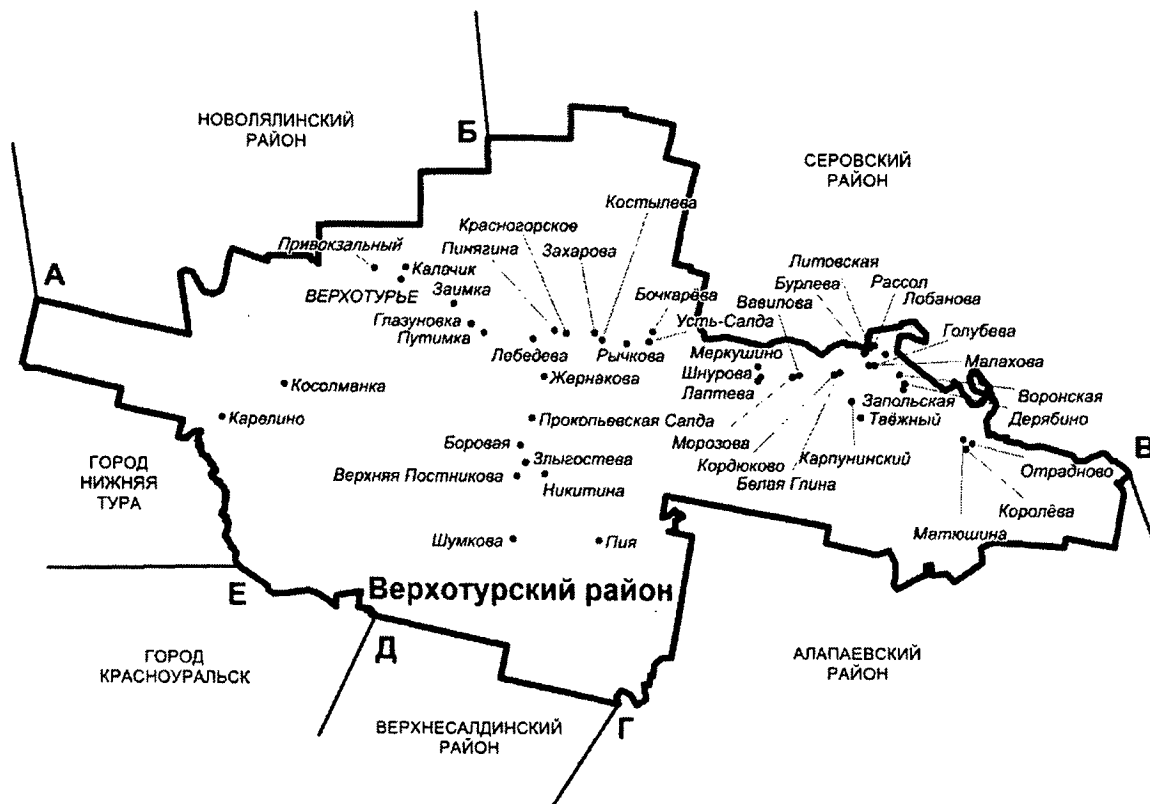 НОВОЛЯЛИНСКИЙ
РАЙОН
Б
СЕРОВСКИЙ
РАЙОН
Костылева
Красногорское
Пинягина
Захарова
Привокзальный
А
Калачик
ВЕРХОТУРЬЕ
Заимка
Глазуновка
Путимка
Лебедева
Рычкова
Бочкарёва
Усть-Салда
Вавилова
Бурлева
Литовская
Рассол
Лобанова
Голубева
Малахова
Воронская
Дерябино
Меркушино
Шнурова
Лаптева
Жернакова
Косолманка
Карелино
Прокопьевская Салда
Боровая
Злыгостева
Верхняя Постникова
Никитина
Морозова
Кордюково
Белая Глина
Карпунинский
Запольская
Таёжный
Отрадново
Королёва
Матюшина
В
ГОРОД
НИЖНЯЯ
ТУРА
Шумкова
Пия
Е
Верхотурский район
Д
ГОРОД
КРАСНОУРАЛЬСК
АЛАПАЕВСКИЙ
РАЙОН
ВЕРХНЕСАЛДИНСКИЙ
РАЙОН
Г